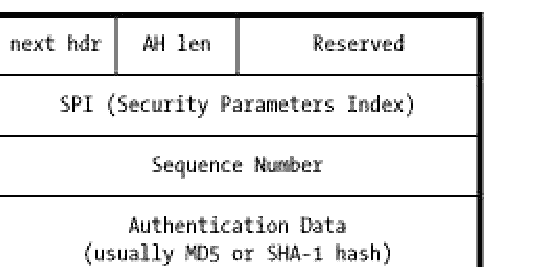 next hdr AH len Reserved
SPI (Security Parameters Index)
Sequence Number
Authentication Data
(usually MD5 or SHA-1 hash)